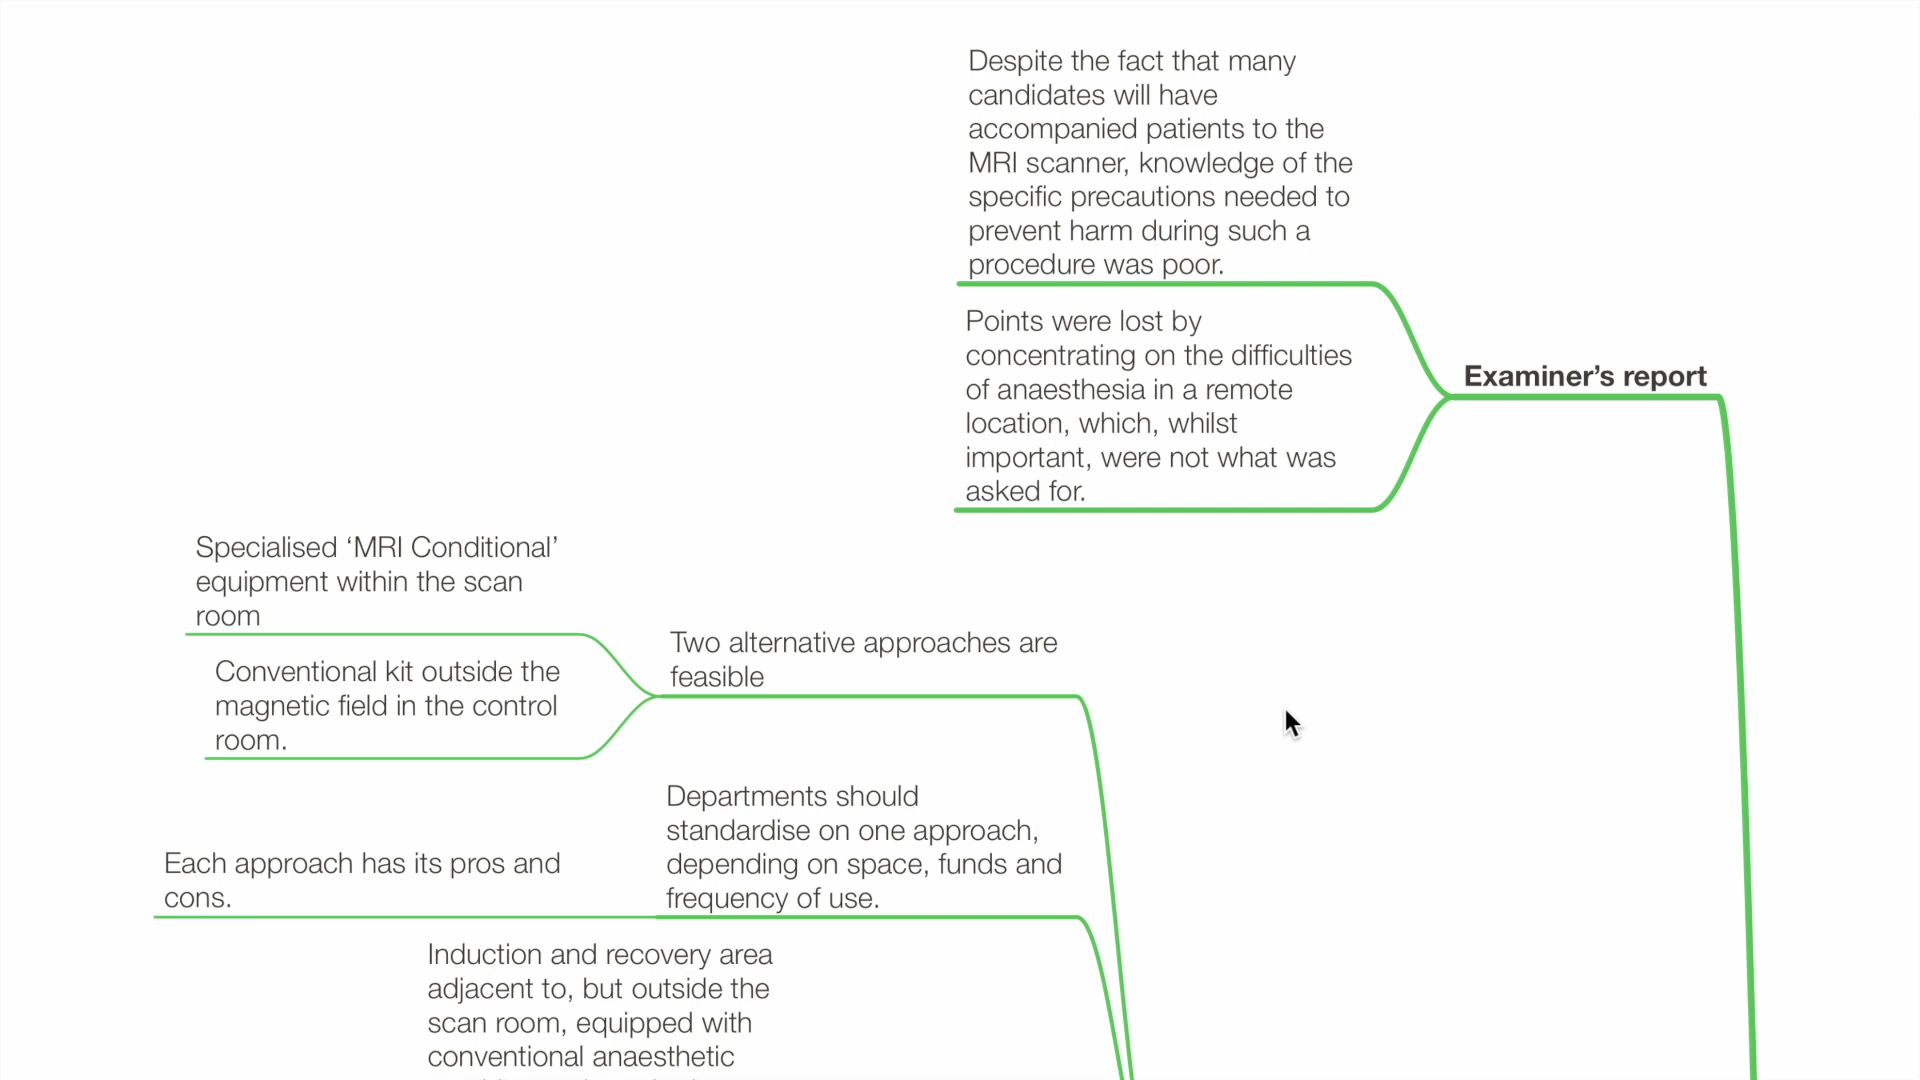 Despite the fact that many
candidates will have
accompanied patients to the
MRI scanner, knowledge of the
specific precautions needed to
prevent harm during such a
procedure was poor.
Points were lost by
concentrating on the difficulties
of anaesthesia in a remote
location, which, whilst
important, were not what was
asked for.
Examiner’s report
Specialised ‘MRI Conditional’
equipment within the scan
room
Conventional kit outside the
magnetic field in the control
room.
Two alternative approaches are
feasible
Departments should
standardise on one approach,
depending on space, funds and
frequency of use.
Each approach has its pros and
cons.
Induction and recovery area
adjacent to, but outside the
scan room, equipped with
conventional anaesthetic